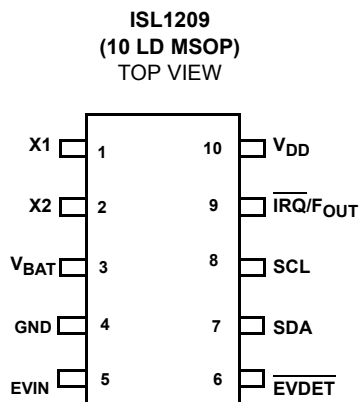 ISL1209
(10 LD MSOP)
TOP VIEW
X1 1 10 VDD
X2 2 9 IRQ/FOUT
VBAT 3 8 SCL
GND 4 7 SDA
EVIN 5 6 EVDET